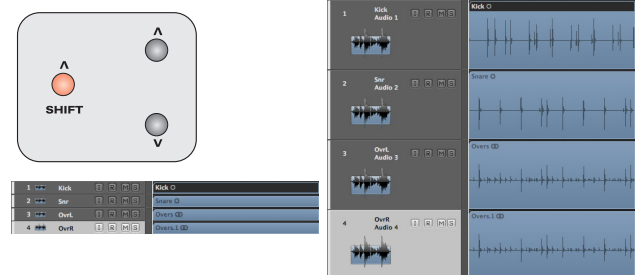 Λ
Λ
SHIFT
V
1 Kick I R M S Kick
2 Snr I R M S Snare
3 OvrL I R M S Overs
4 OvrR I R M S Overs.1
1 Kick I R M S Kick
Audio 1
2 Snr I R M S Snare
Audio 2
3 OvrL I R M S Overs
Audio 3
4 OvrR I R M S Overs.1
Audio 4